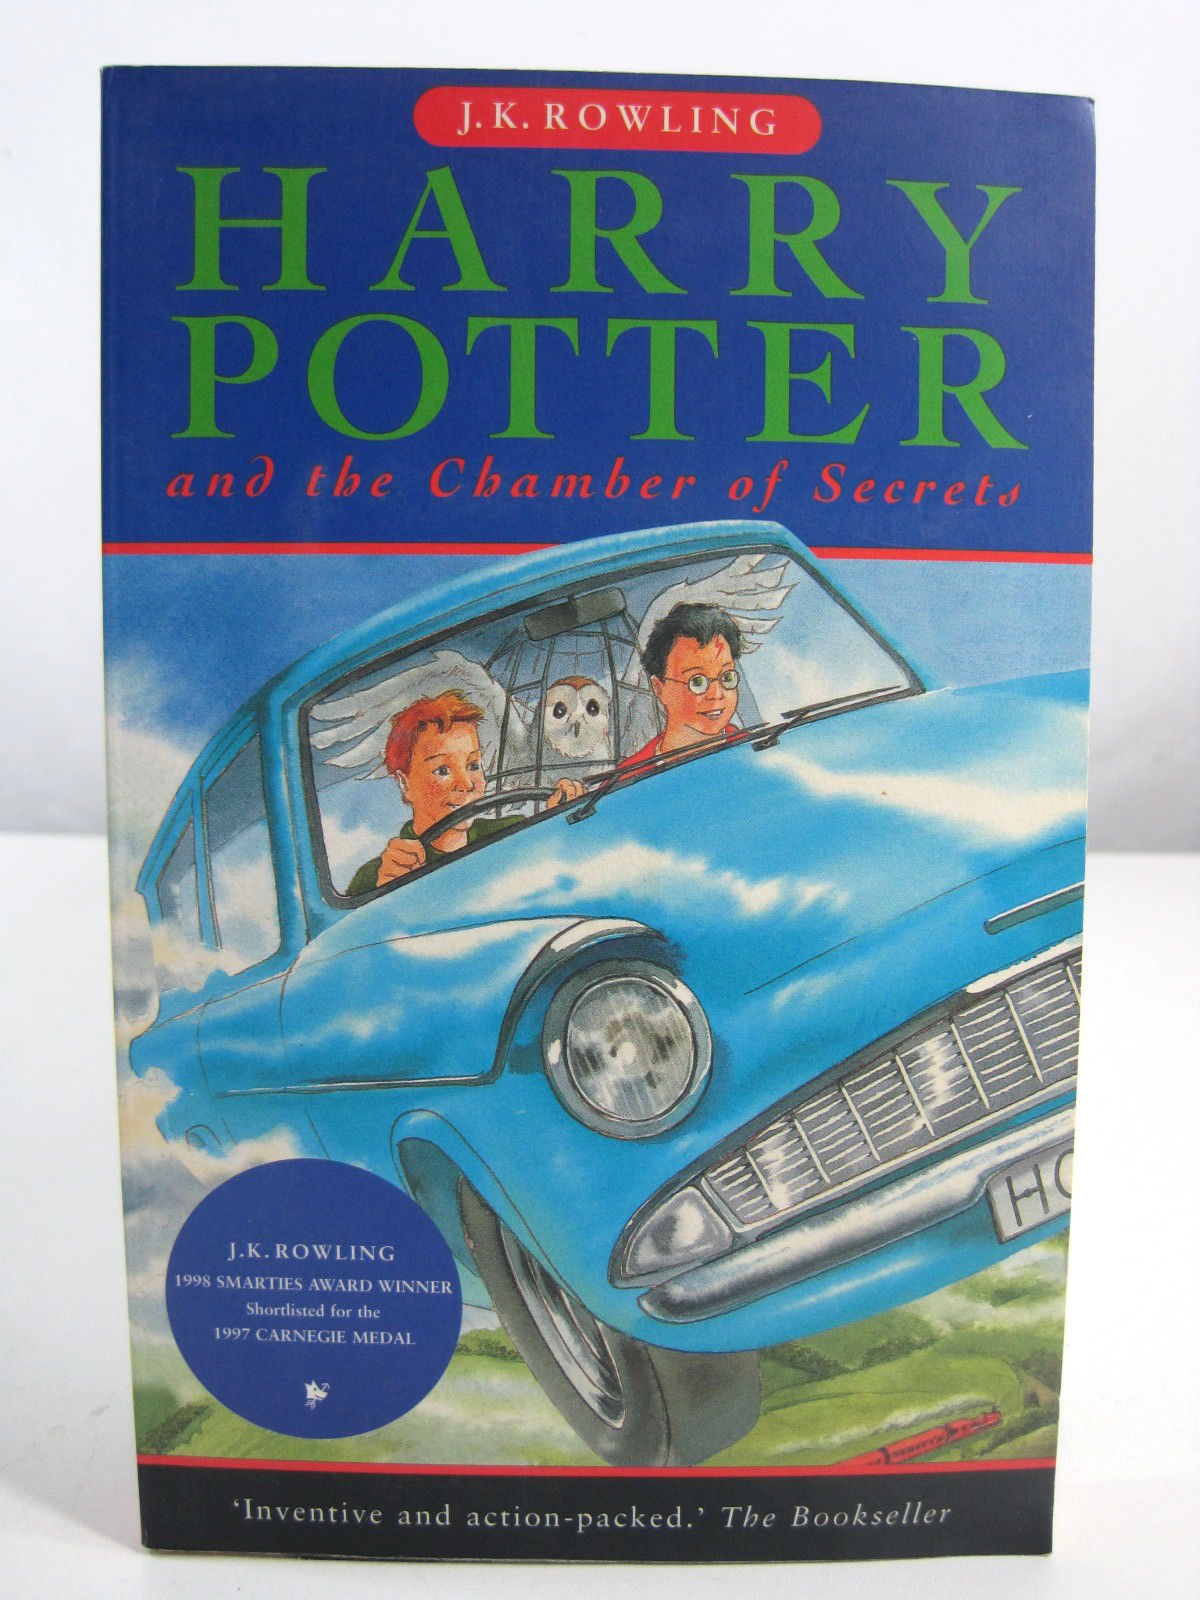 J.K. ROWLING
HARRY
POTTER
and the Chamber of Secrets
HO
J.K. ROWLING
1998 SMARTIES AWARD WINNER
Shortlisted for the
1997 CARNEGIE MEDAL
‘Inventive and action-packed.’ The Bookseller